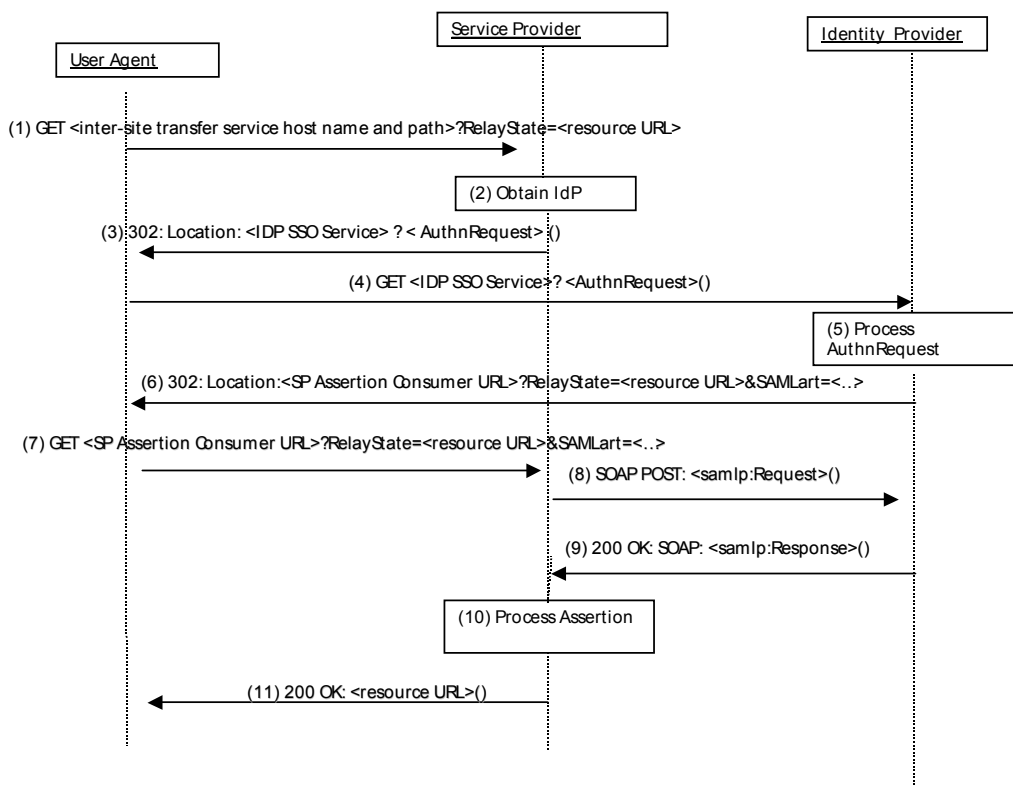 Service Provider
Identity Provider
User Agent
(1) GET <inter-site transfer service host name and path>?RelayState=<resource URL>
(2) Obtain IdP
(3) 302: Location: <IDP SSO Service> ? < AuthnRequest> ()
(4) GET <IDP SSO Service>? <AuthnRequest>()
(5) Process
AuthnRequest
(6) 302: Location:<SP Assertion Consumer URL>?RelayState=<resource URL>&SAMLart=<..>
(7) GET <SP Assertion Consumer URL>?RelayState=<resource URL>&SAMLart=<..>
(8) SOAP POST: <samlp:Request>()
(9) 200 OK: SOAP: <samlp:Response>()
(10) Process Assertion
(11) 200 OK: <resource URL>()